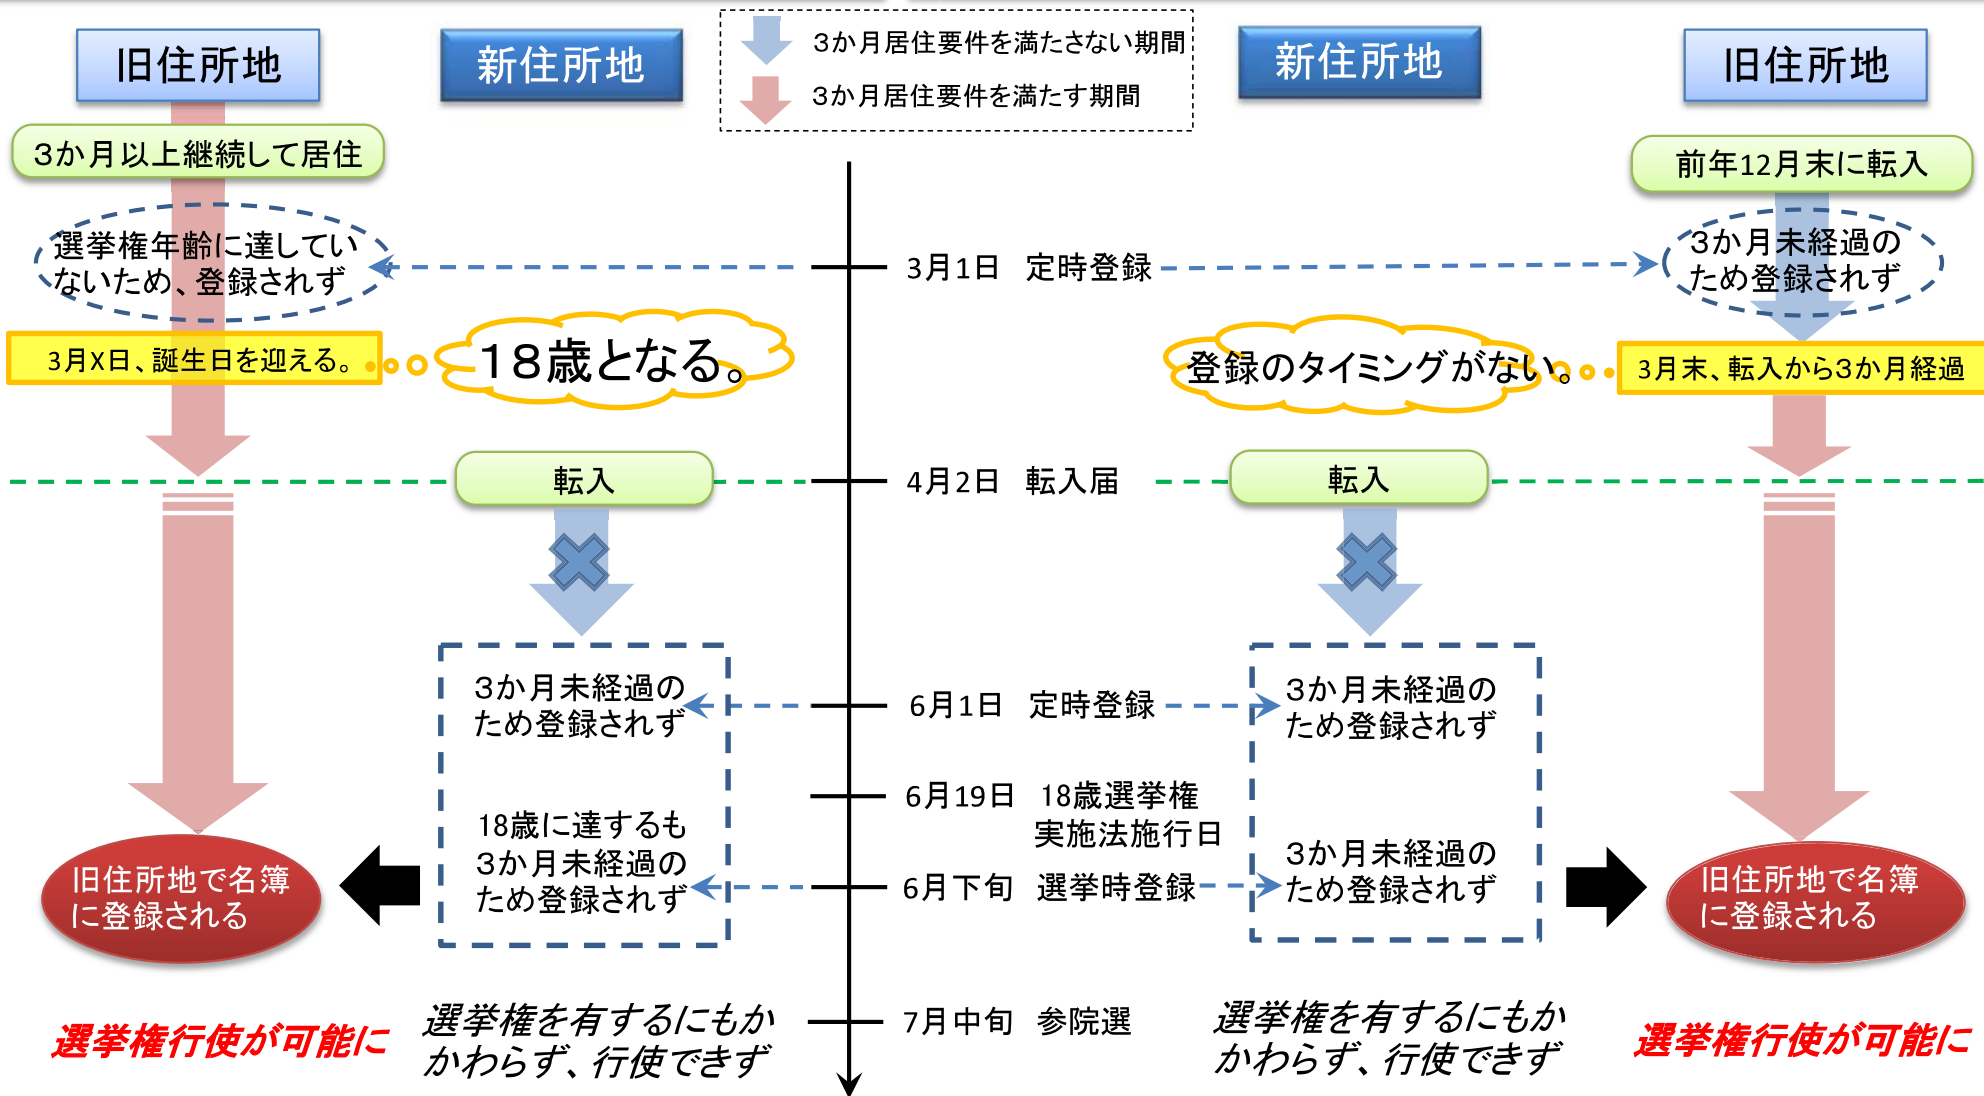 旧住所地
新住所地
3か月居住要件を満たさない期間
3か月居住要件を満たす期間
新住所地
旧住所地
3か月以上継続して居住
前年12月末に転入
選挙権年齢に達してい
ないため、登録されず
3月1日 定時登録
3か月未経過の
ため登録されず
3月X日、誕生日を迎える。
18歳となる。
登録のタイミングがない。
3月末、転入から3か月経過
転入
4月2日 転入届
転入
3か月未経過の
ため登録されず
6月1日 定時登録
3か月未経過の
ため登録されず
6月19日 18歳選挙権
実施法施行日
18歳に達するも
3か月未経過の
ため登録されず
6月下旬 選挙時登録
3か月未経過の
ため登録されず
旧住所地で名簿
に登録される
旧住所地で名簿
に登録される
選挙権行使が可能に
選挙権を有するにもか
かわらず、行使できず
7月中旬 参院選
選挙権を有するにもか
かわらず、行使できず
選挙権行使が可能に